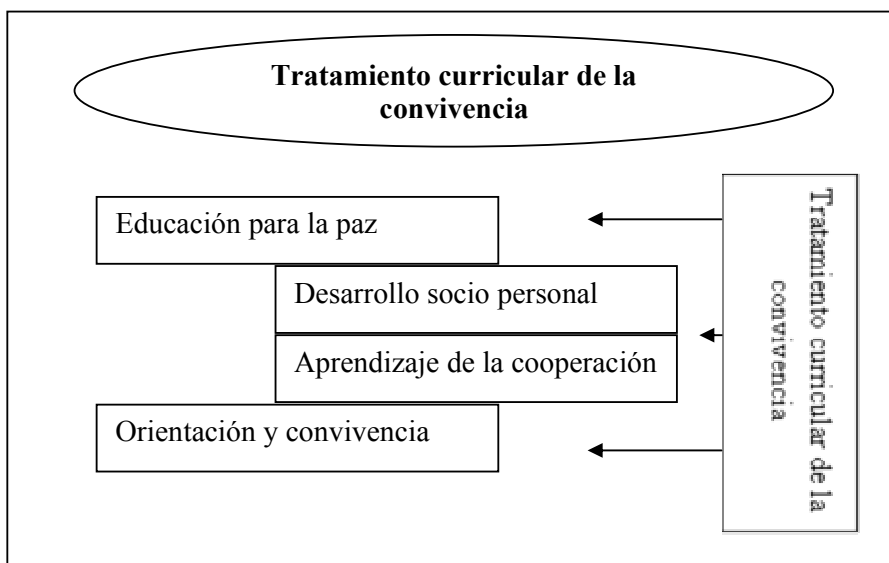 Tratamiento curricular de la
convivencia
Educación para la paz
Desarrollo socio personal
Aprendizaje de la cooperación
Orientación y convivencia
Tratamiento curricular de la
convivencia